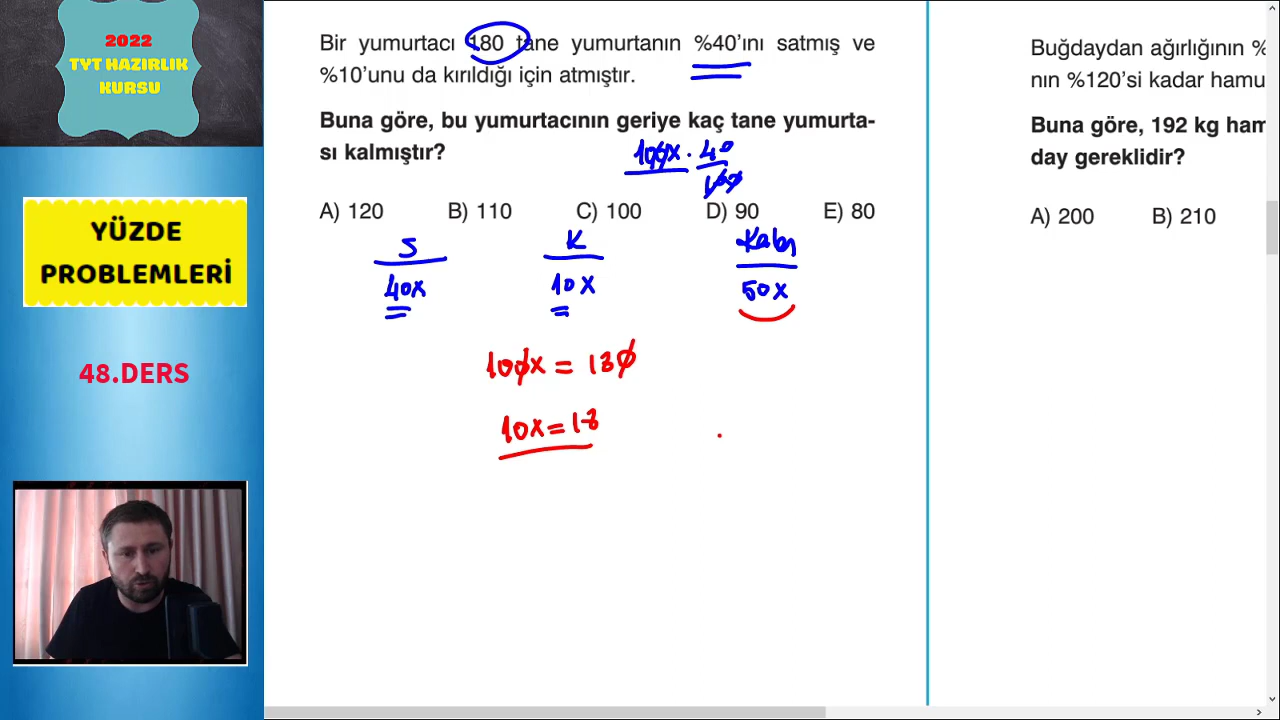 2022
TYT HAZIRLIK
KURSU
YÜZDE
PROBLEMLERİ
48.DERS
Bir yumurtacı 180 tane yumurtanın %40'ını satmış ve
%10'unu da kırıldığı için atmıştır.
Buna göre, bu yumurtacının geriye kaç tane yumurta-
sı kalmıştır?
100x . 40
100
A) 120 B) 110 C) 100 D) 90 E) 80
S K Kalan
40x 10x 50x
100x = 180
10x = 18
Buğdaydan ağırlığının %
nın %120'si kadar hamu
Buna göre, 192 kg ham
day gereklidir?
A) 200 B) 210